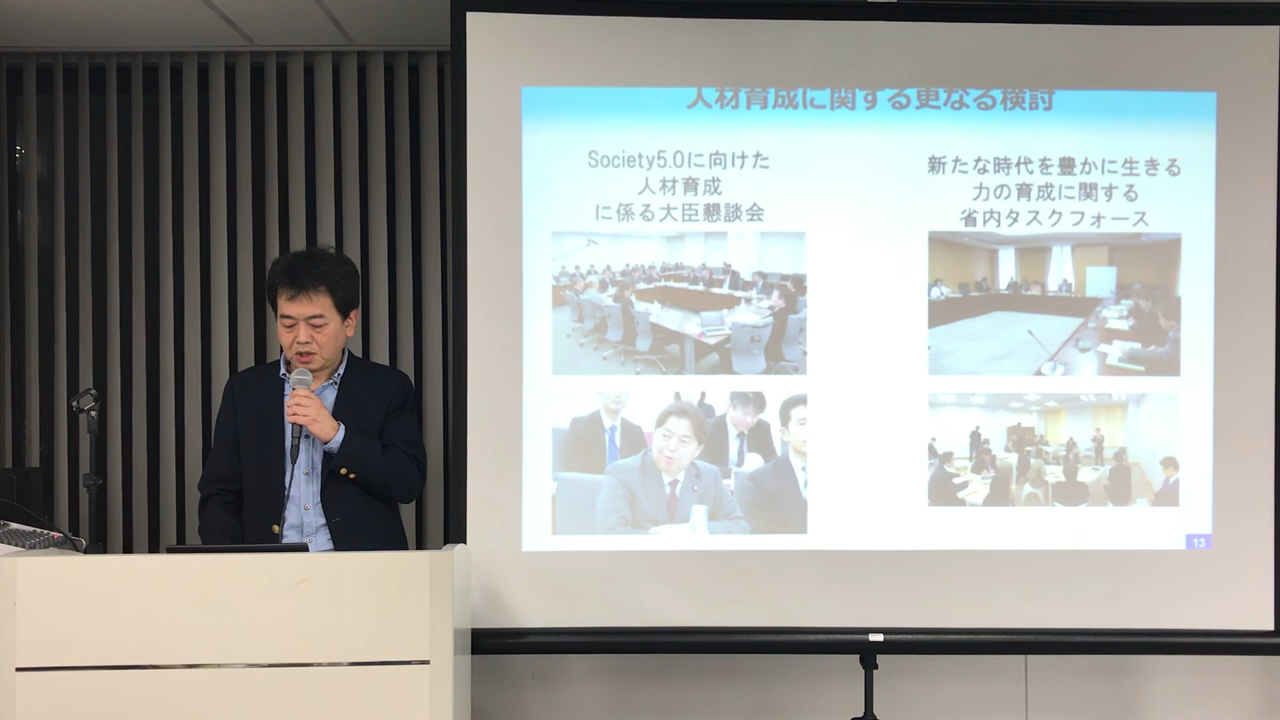 人材育成に関する更なる検討
Society5.0に向けた
人材育成
に係る大臣懇談会
新たな時代を豊かに生きる
力の育成に関する
省内タスクフォース
13